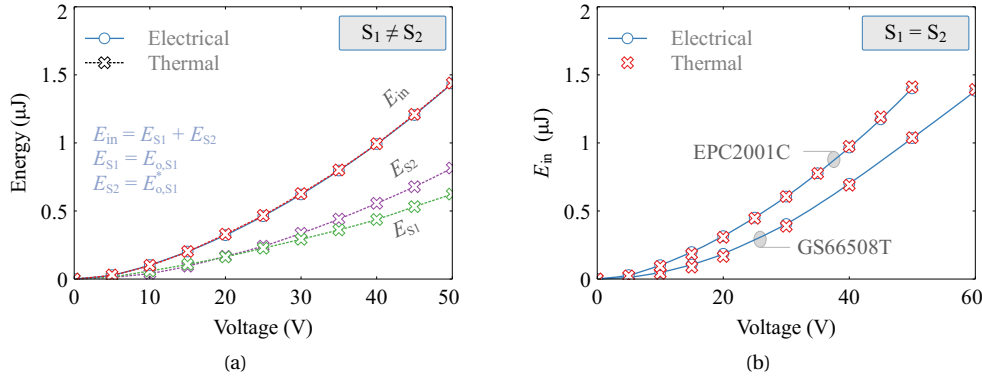 2
1.5
1
0.5
0
0 10 20 30 40 50
Energy (µJ)
Voltage (V)
S₁ ≠ S₂
Electrical
Thermal
E_in
E_in = E_S1 + E_S2
E_S1 = E_o,S1
E_S2 = E*_o,S1
E_S2
E_S1
(a)
2
1.5
1
0.5
0
0 20 40 60
E_in (µJ)
Voltage (V)
S₁ = S₂
Electrical
Thermal
EPC2001C
GS66508T
(b)